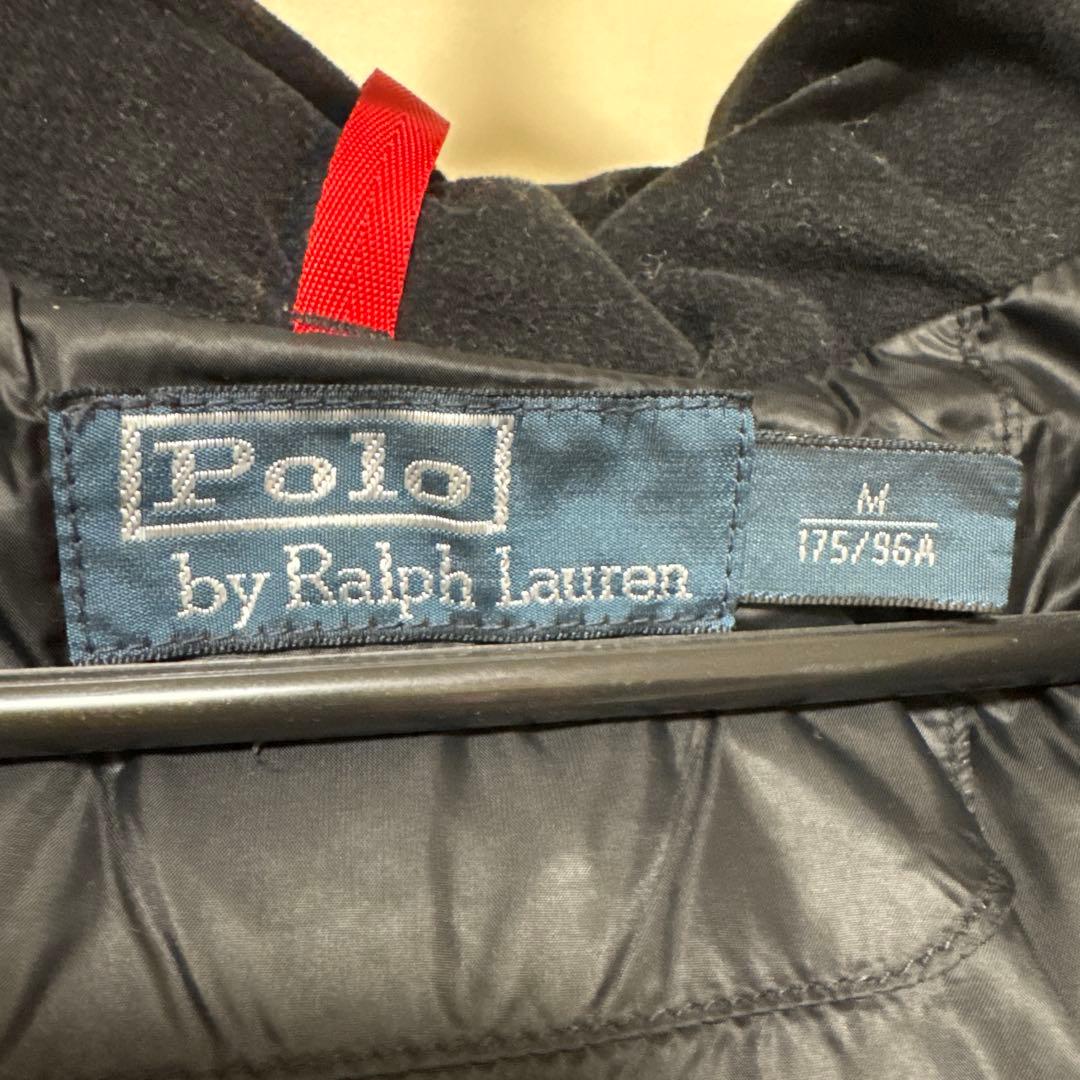 Polo
by Ralph Lauren
M
175/96A